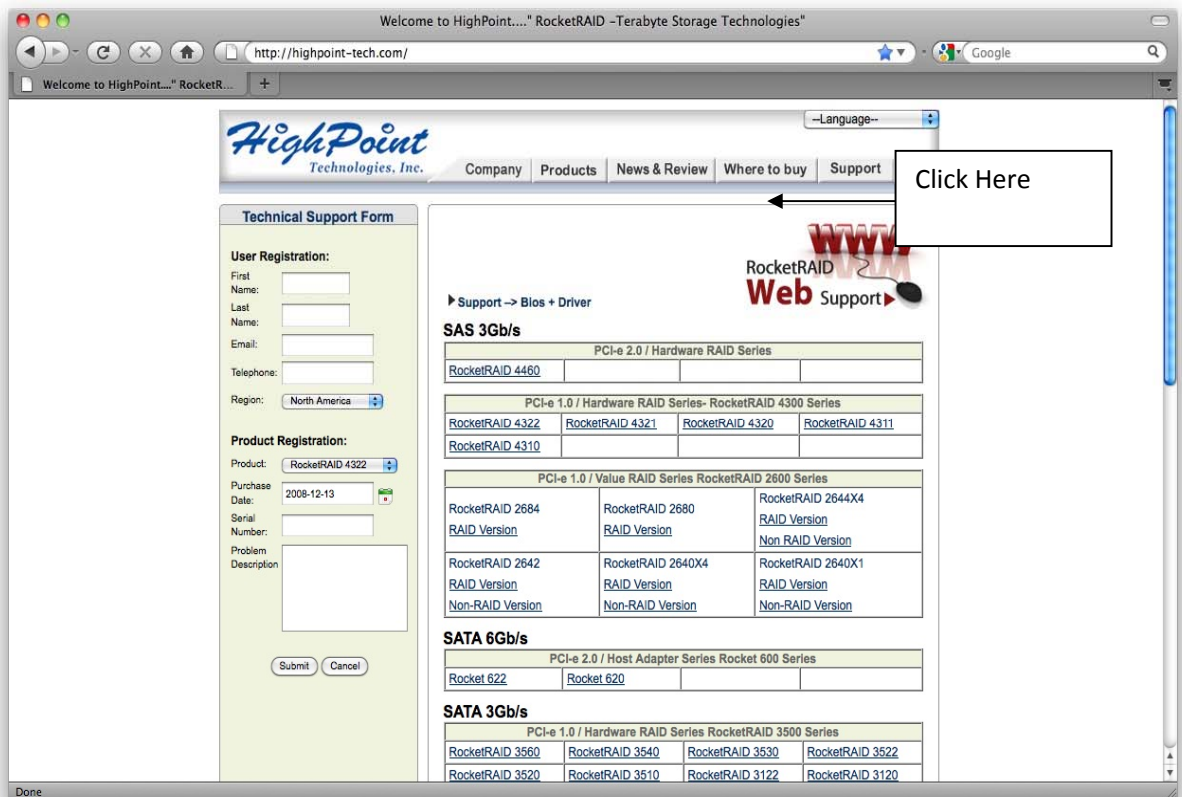 Welcome to HighPoint...." RocketRAID -Terabyte Storage Technologies"
http://highpoint-tech.com/
Google
Welcome to HighPoint...." RocketR...
--Language--
HighPoint
Technologies, Inc.
Company Products News & Review Where to buy Support
Click Here
Technical Support Form
User Registration:
First
Name:
Last
Name:
Email:
Telephone:
Region: North America
Product Registration:
Product: RocketRAID 4322
Purchase
Date: 2008-12-13
Serial
Number:
Problem
Description
Submit Cancel
WWW
RocketRAID
Web Support
Support -> Bios + Driver
SAS 3Gb/s
PCI-e 2.0 / Hardware RAID Series
RocketRAID 4460
PCI-e 1.0 / Hardware RAID Series- RocketRAID 4300 Series
RocketRAID 4322 RocketRAID 4321 RocketRAID 4320 RocketRAID 4311
RocketRAID 4310
PCI-e 1.0 / Value RAID Series RocketRAID 2600 Series
RocketRAID 2684
RAID Version
RocketRAID 2680
RAID Version
RocketRAID 2644X4
RAID Version
Non RAID Version
RocketRAID 2642
RAID Version
Non-RAID Version
RocketRAID 2640X4
RAID Version
Non-RAID Version
RocketRAID 2640X1
RAID Version
Non-RAID Version
SATA 6Gb/s
PCI-e 2.0 / Host Adapter Series Rocket 600 Series
Rocket 622 Rocket 620
SATA 3Gb/s
PCI-e 1.0 / Hardware RAID Series RocketRAID 3500 Series
RocketRAID 3560 RocketRAID 3540 RocketRAID 3530 RocketRAID 3522
RocketRAID 3520 RocketRAID 3510 RocketRAID 3122 RocketRAID 3120
Done